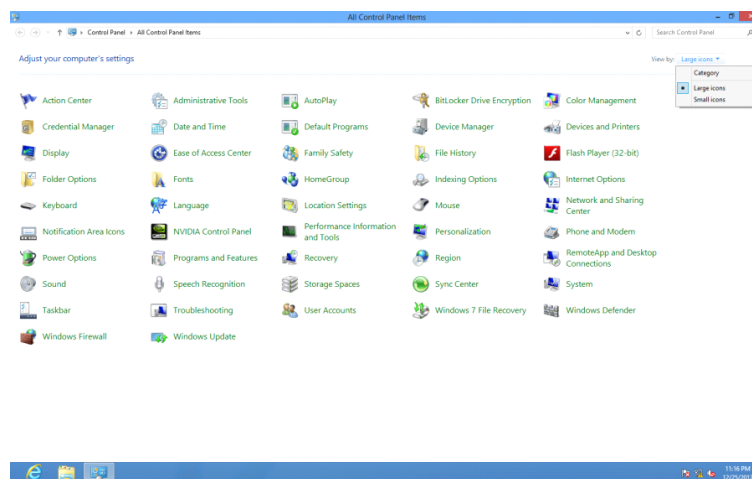 All Control Panel Items
Control Panel All Control Panel Items
Search Control Panel
Adjust your computer's settings
View by: Large icons
Category
Large icons
Small icons
Action Center Administrative Tools AutoPlay BitLocker Drive Encryption Color Management
Credential Manager Date and Time Default Programs Device Manager Devices and Printers
Display Ease of Access Center Family Safety File History Flash Player (32-bit)
Folder Options Fonts HomeGroup Indexing Options Internet Options
Keyboard Language Location Settings Mouse Network and Sharing
Center
Notification Area Icons NVIDIA Control Panel Performance Information
and Tools Personalization Phone and Modem
Power Options Programs and Features Recovery Region RemoteApp and Desktop
Connections
Sound Speech Recognition Storage Spaces Sync Center System
Taskbar Troubleshooting User Accounts Windows 7 File Recovery Windows Defender
Windows Firewall Windows Update
11:16 PM